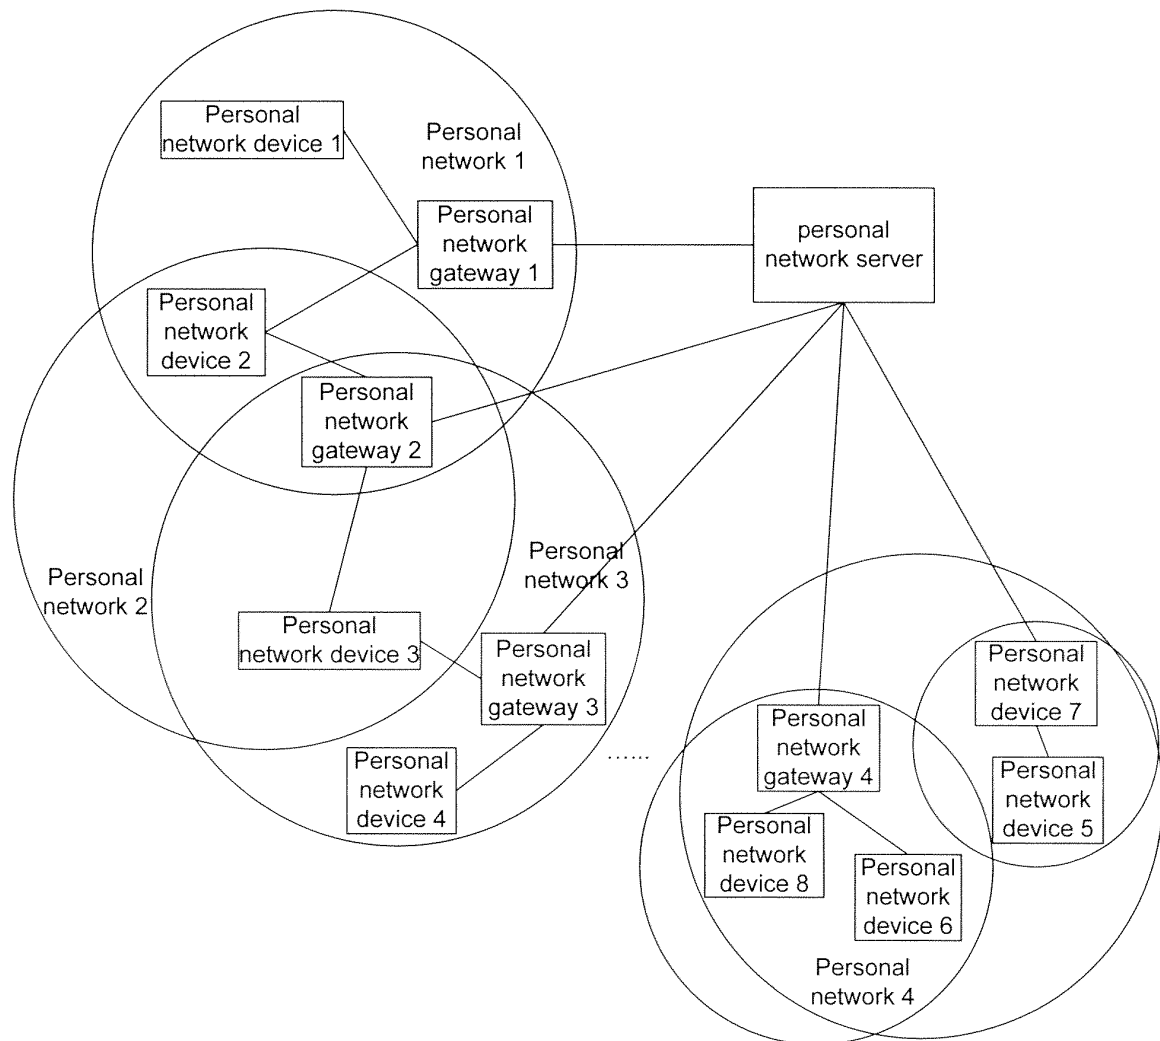 Personal
network device 1
Personal
network 1
Personal
network
gateway 1
personal
network server
Personal
network
device 2
Personal
network
gateway 2
Personal
network 2
Personal
network 3
Personal
network device 3
Personal
network
gateway 3
Personal
network
device 4
......
Personal
network
device 7
Personal
network
gateway 4
Personal
network
device 5
Personal
network
device 8
Personal
network
device 6
Personal
network 4